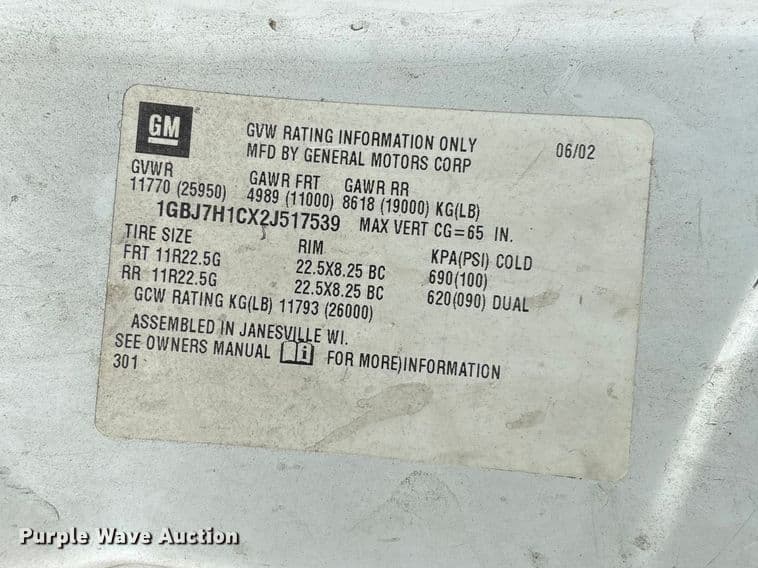 GM
GVW RATING INFORMATION ONLY 06/02
MFD BY GENERAL MOTORS CORP
GVWR GAWR FRT GAWR RR
11770 (25950) 4989 (11000) 8618 (19000) KG(LB)
1GBJ7H1CX2J517539 MAX VERT CG=65 IN.
TIRE SIZE RIM KPA(PSI) COLD
FRT 11R22.5G 22.5X8.25 BC 690(100)
RR 11R22.5G 22.5X8.25 BC 620(090) DUAL
GCW RATING KG(LB) 11793 (26000)
ASSEMBLED IN JANESVILLE WI.
SEE OWNERS MANUAL i FOR MORE)INFORMATION
301
Purple Wave Auction